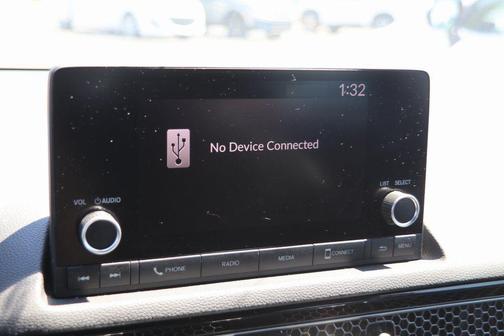 1:32
No Device Connected
VOL AUDIO
LIST SELECT
PHONE RADIO MEDIA CONNECT MENU